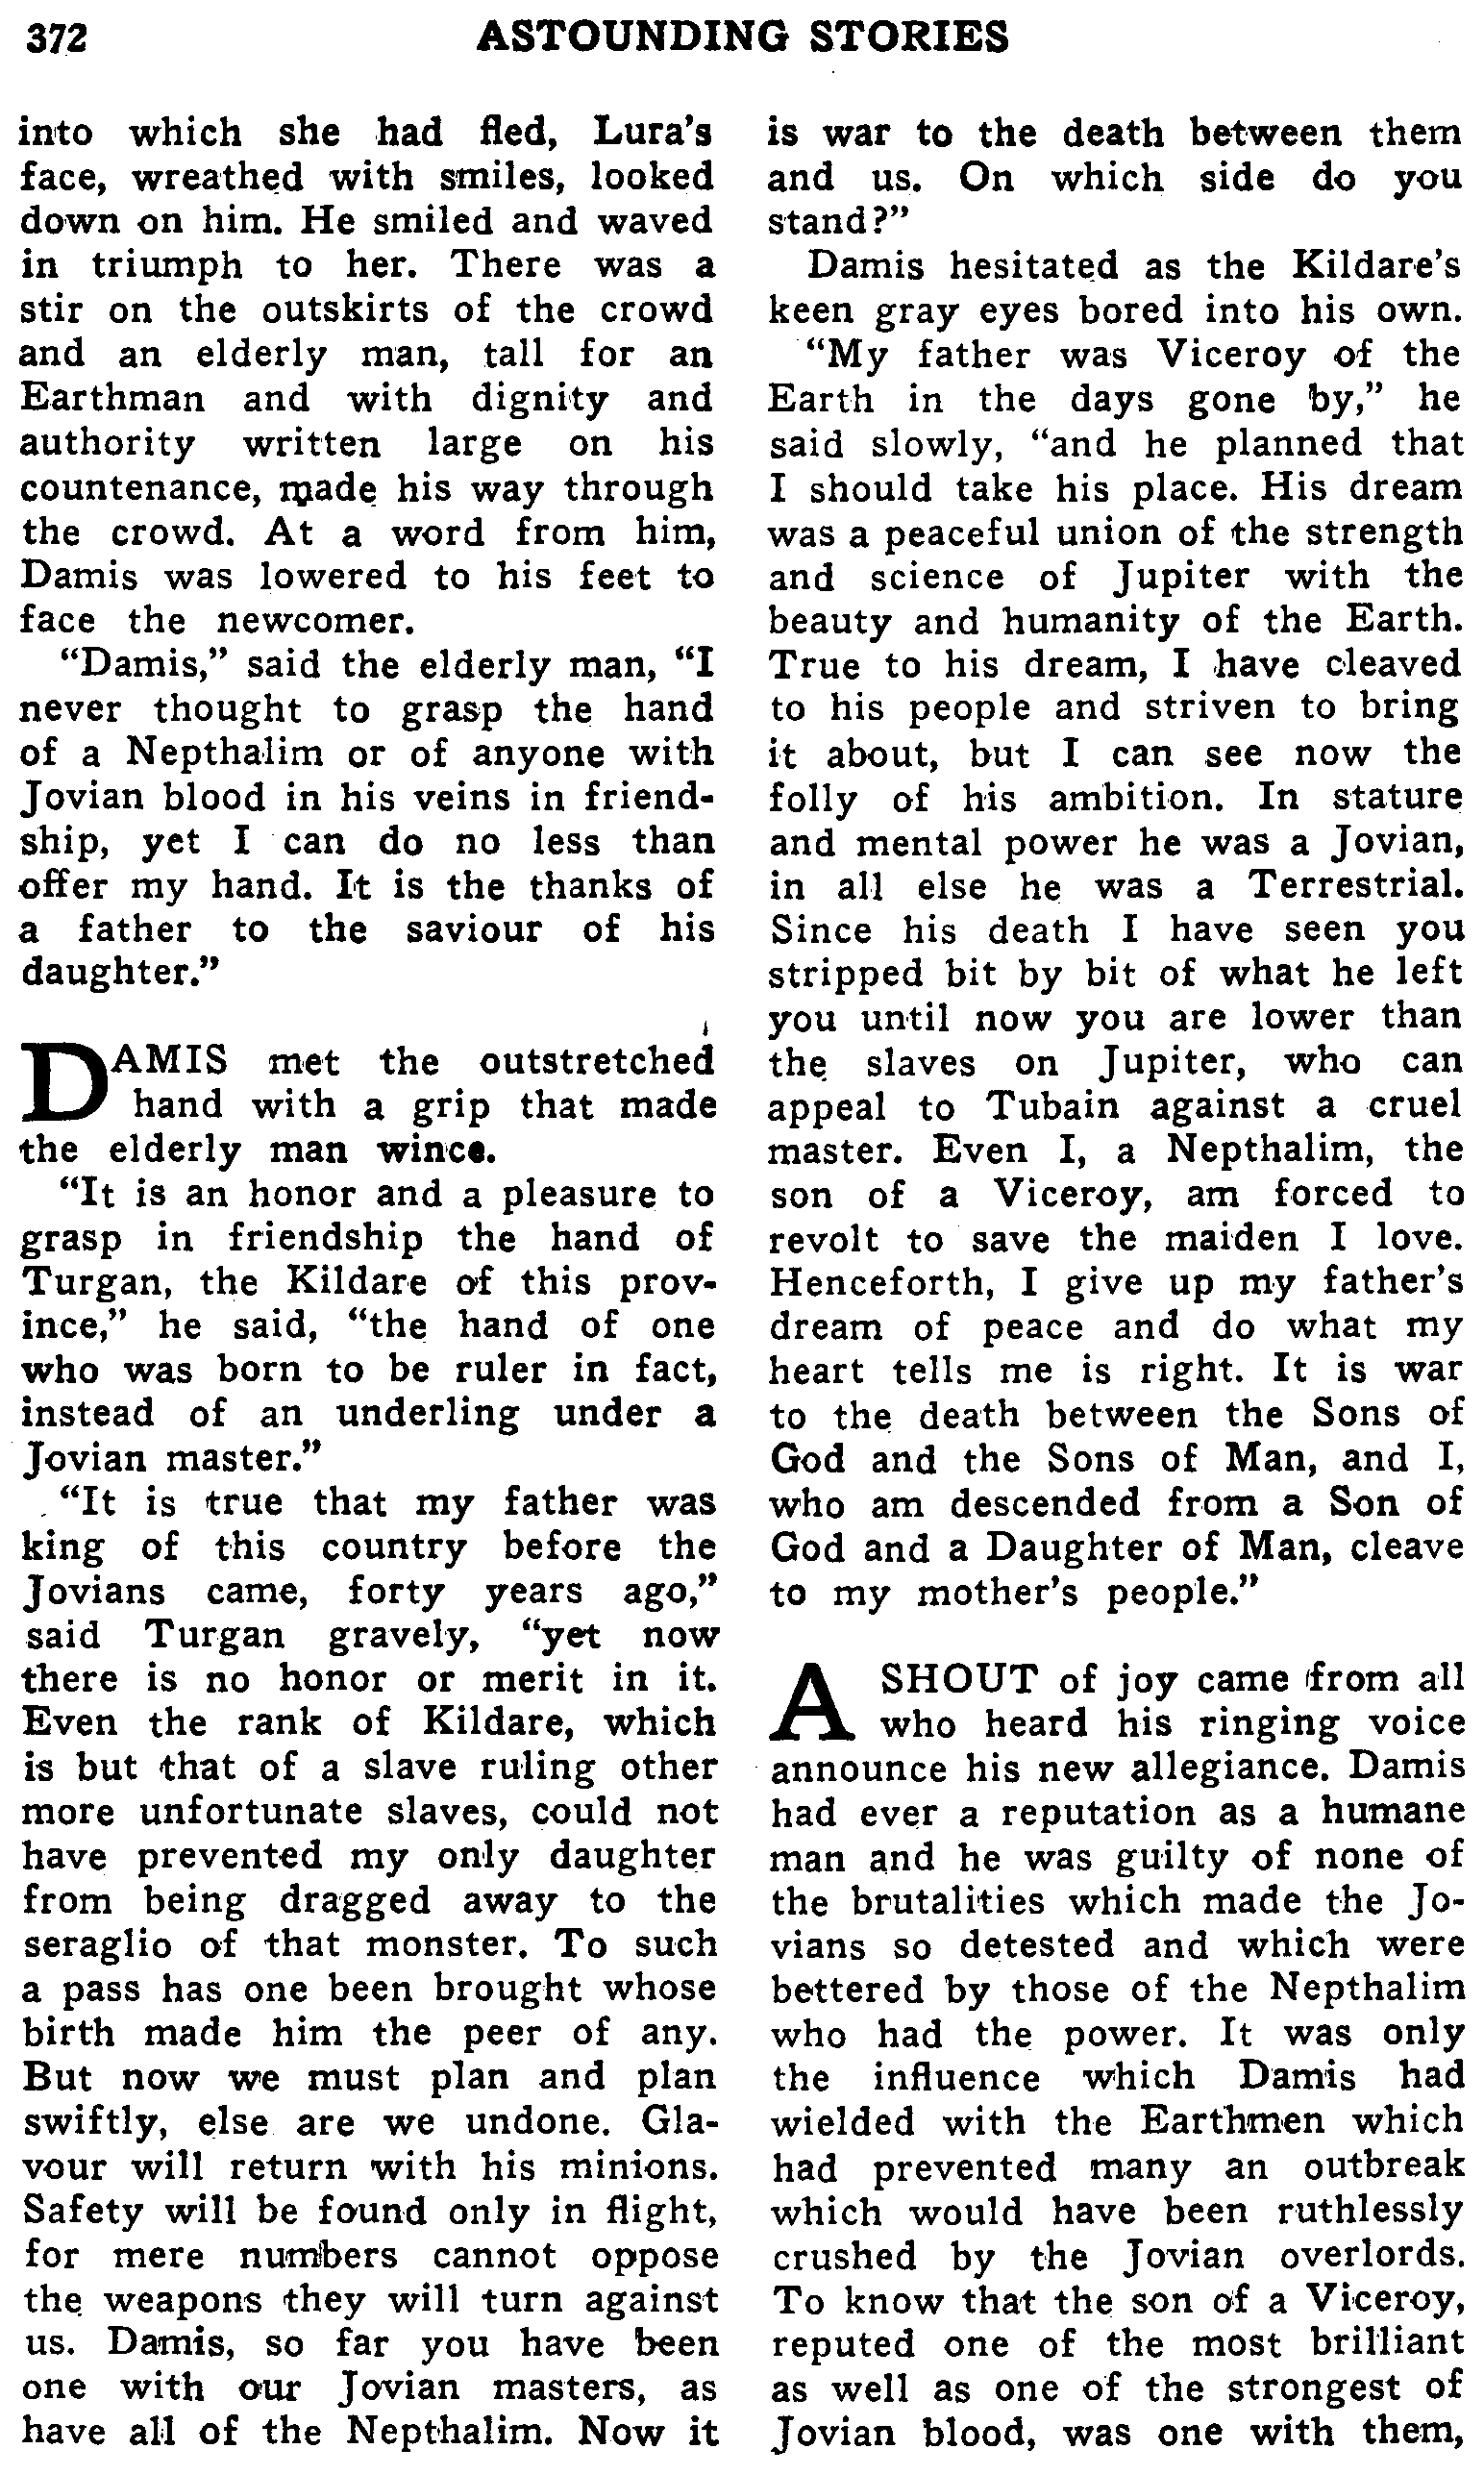 372
ASTOUNDING STORIES
into which she had fled, Lura's
face, wreathed with smiles, looked
down on him. He smiled and waved
in triumph to her. There was a
stir on the outskirts of the crowd
and an elderly man, tall for an
Earthman and with dignity and
authority written large on his
countenance, made his way through
the crowd. At a word from him,
Damis was lowered to his feet to
face the newcomer.
"Damis," said the elderly man, "I
never thought to grasp the hand
of a Nepthalim or of anyone with
Jovian blood in his veins in friend-
ship, yet I can do no less than
offer my hand. It is the thanks of
a father to the saviour of his
daughter."
DAMIS met the outstretched
hand with a grip that made
the elderly man wince.
"It is an honor and a pleasure to
grasp in friendship the hand of
Turgan, the Kildare of this prov-
ince," he said, "the hand of one
who was born to be ruler in fact,
instead of an underling under a
Jovian master."
"It is true that my father was
king of this country before the
Jovians came, forty years ago,"
said Turgan gravely, "yet now
there is no honor or merit in it.
Even the rank of Kildare, which
is but that of a slave ruling other
more unfortunate slaves, could not
have prevented my only daughter
from being dragged away to the
seraglio of that monster. To such
a pass has one been brought whose
birth made him the peer of any.
But now we must plan and plan
swiftly, else are we undone. Gla-
vour will return with his minions.
Safety will be found only in flight,
for mere numbers cannot oppose
the weapons they will turn against
us. Damis, so far you have been
one with our Jovian masters, as
have all of the Nepthalim. Now it
is war to the death between them
and us. On which side do you
stand?"
Damis hesitated as the Kildare's
keen gray eyes bored into his own.
"My father was Viceroy of the
Earth in the days gone by," he
said slowly, "and he planned that
I should take his place. His dream
was a peaceful union of the strength
and science of Jupiter with the
beauty and humanity of the Earth.
True to his dream, I have cleaved
to his people and striven to bring
it about, but I can see now the
folly of his ambition. In stature
and mental power he was a Jovian,
in all else he was a Terrestrial.
Since his death I have seen you
stripped bit by bit of what he left
you until now you are lower than
the slaves on Jupiter, who can
appeal to Tubain against a cruel
master. Even I, a Nepthalim, the
son of a Viceroy, am forced to
revolt to save the maiden I love.
Henceforth, I give up my father's
dream of peace and do what my
heart tells me is right. It is war
to the death between the Sons of
God and the Sons of Man, and I,
who am descended from a Son of
God and a Daughter of Man, cleave
to my mother's people."
A SHOUT of joy came from all
who heard his ringing voice
announce his new allegiance. Damis
had ever a reputation as a humane
man and he was guilty of none of
the brutalities which made the Jo-
vians so detested and which were
bettered by those of the Nepthalim
who had the power. It was only
the influence which Damis had
wielded with the Earthmen which
had prevented many an outbreak
which would have been ruthlessly
crushed by the Jovian overlords.
To know that the son of a Viceroy,
reputed one of the most brilliant
as well as one of the strongest of
Jovian blood, was one with them,